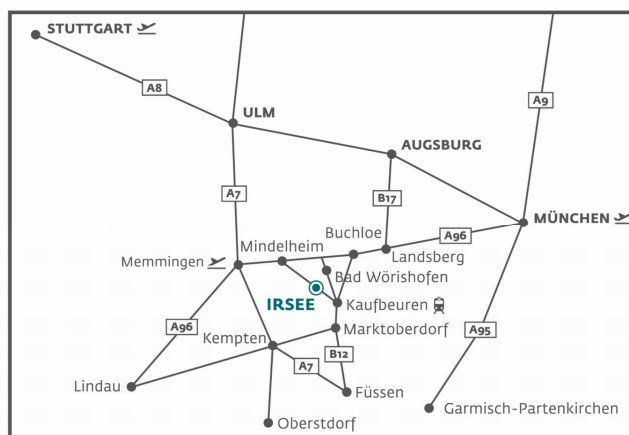 STUTTGART
A8
A9
ULM
AUGSBURG
A7
B17
MÜNCHEN
Buchloe
A96
Mindelheim
Landsberg
Memmingen
Bad Wörishofen
IRSEE
Kaufbeuren
A96
Marktoberdorf
A95
Kempten
B12
A7
Lindau
Füssen
Garmisch-Partenkirchen
Oberstdorf